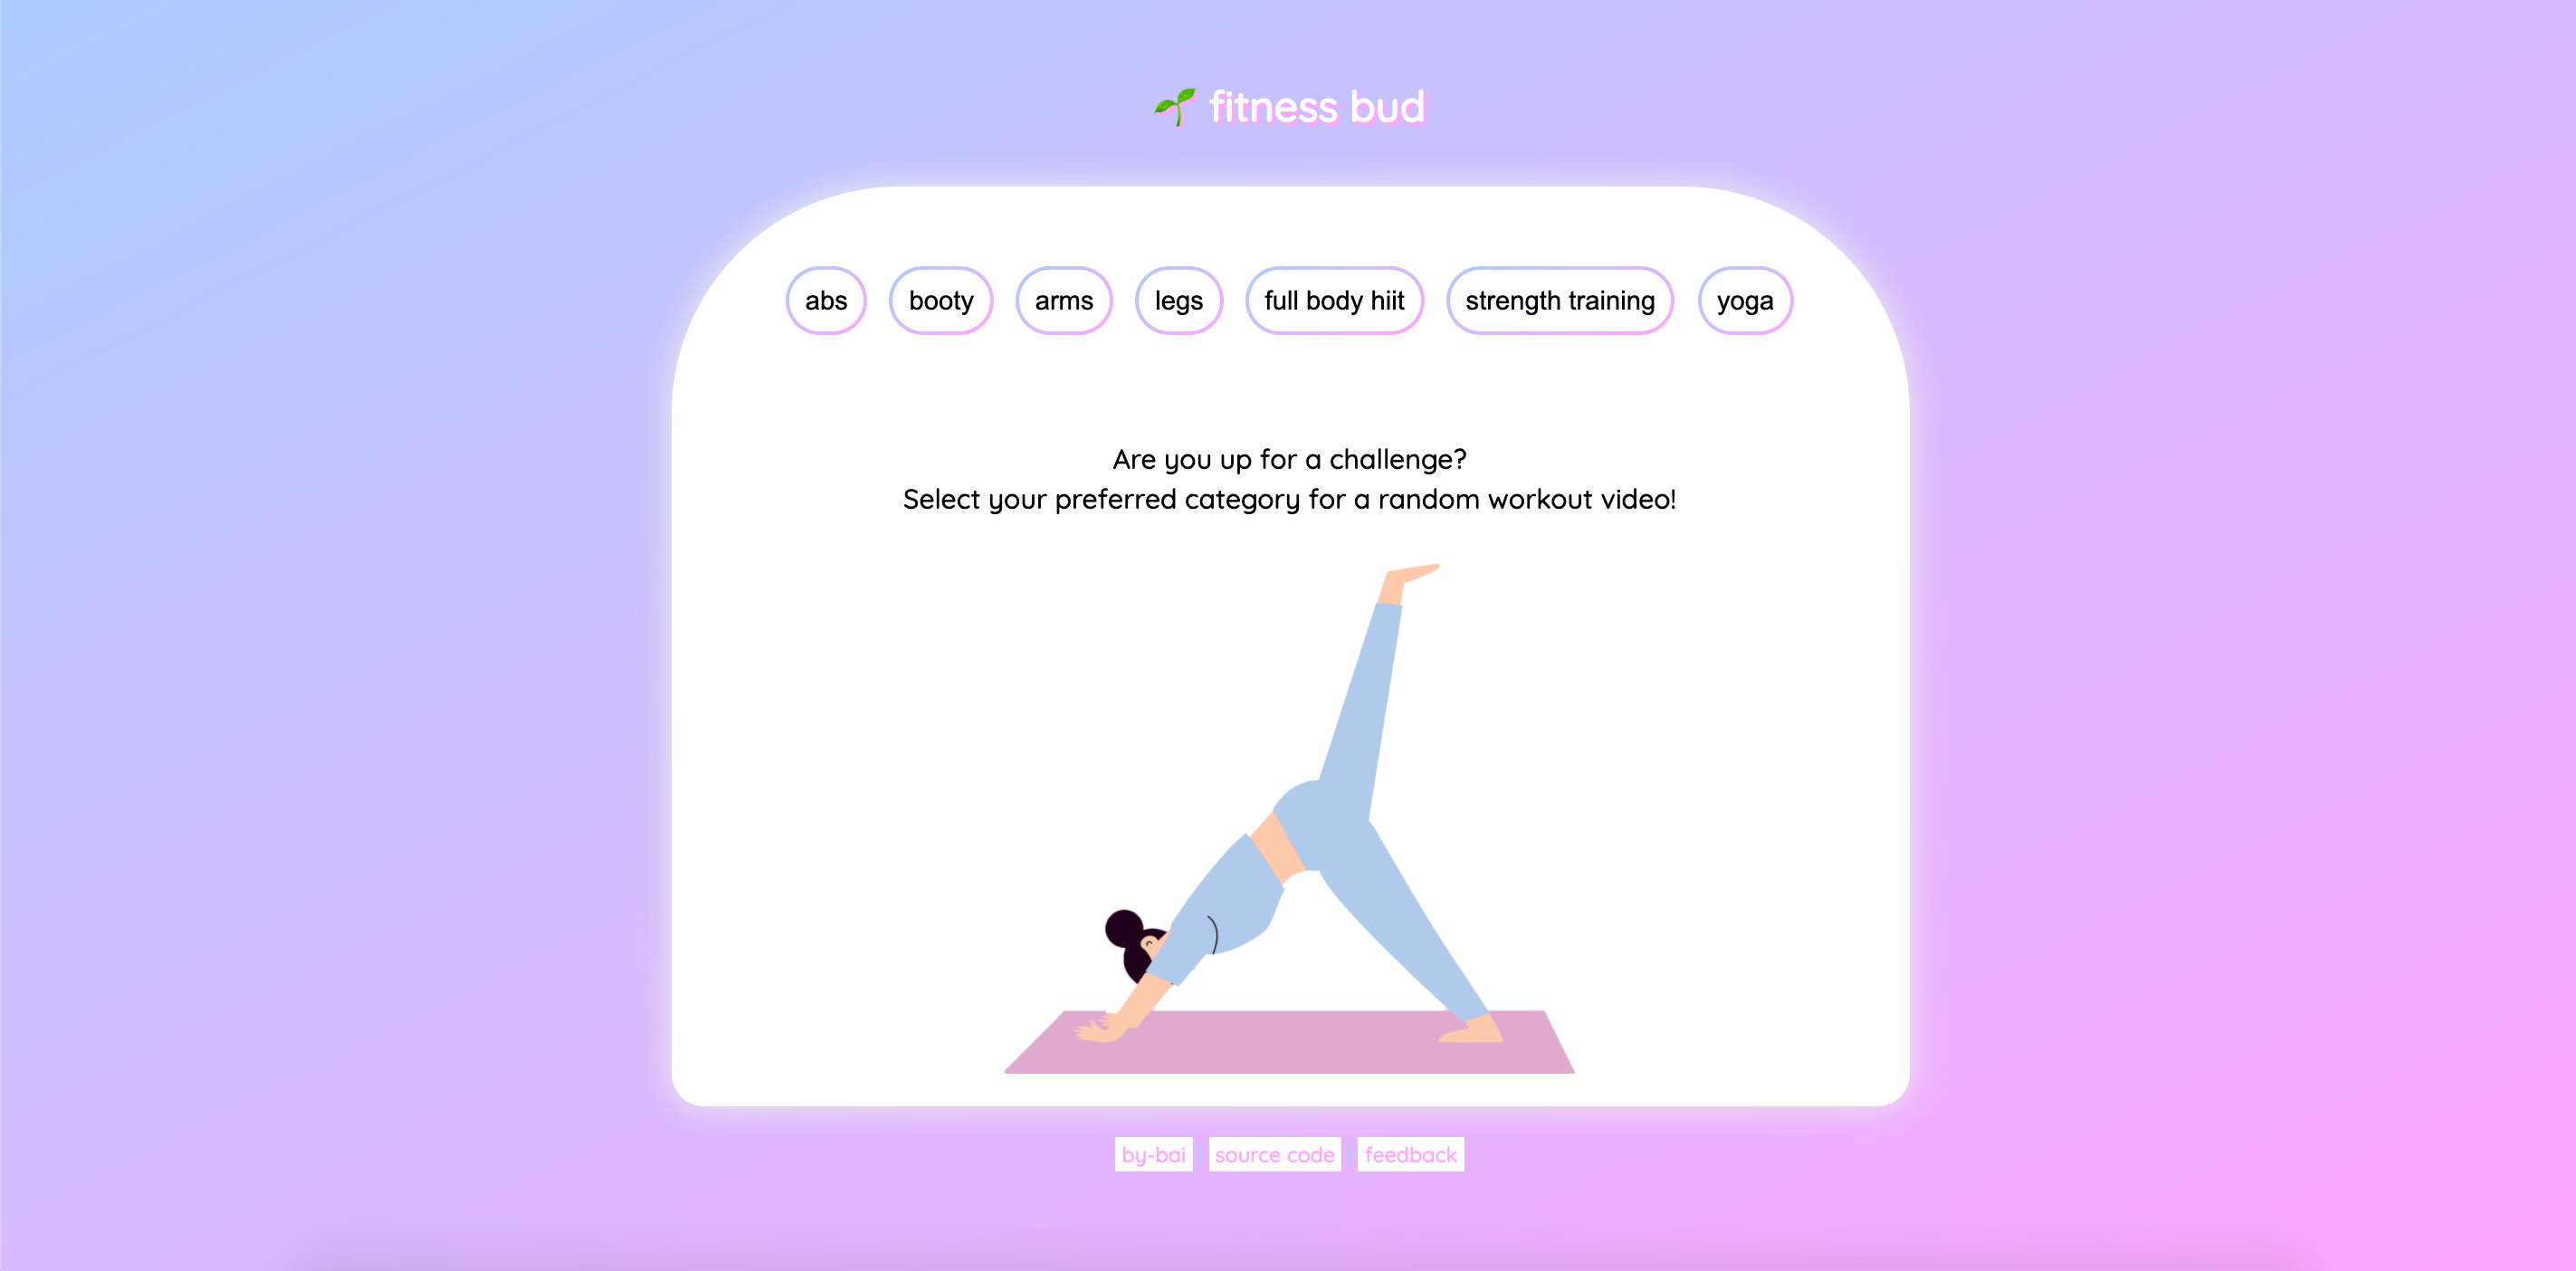 🌱 fitness bud
abs booty arms legs full body hiit strength training yoga
Are you up for a challenge?
Select your preferred category for a random workout video!
by-bai | source code | feedback